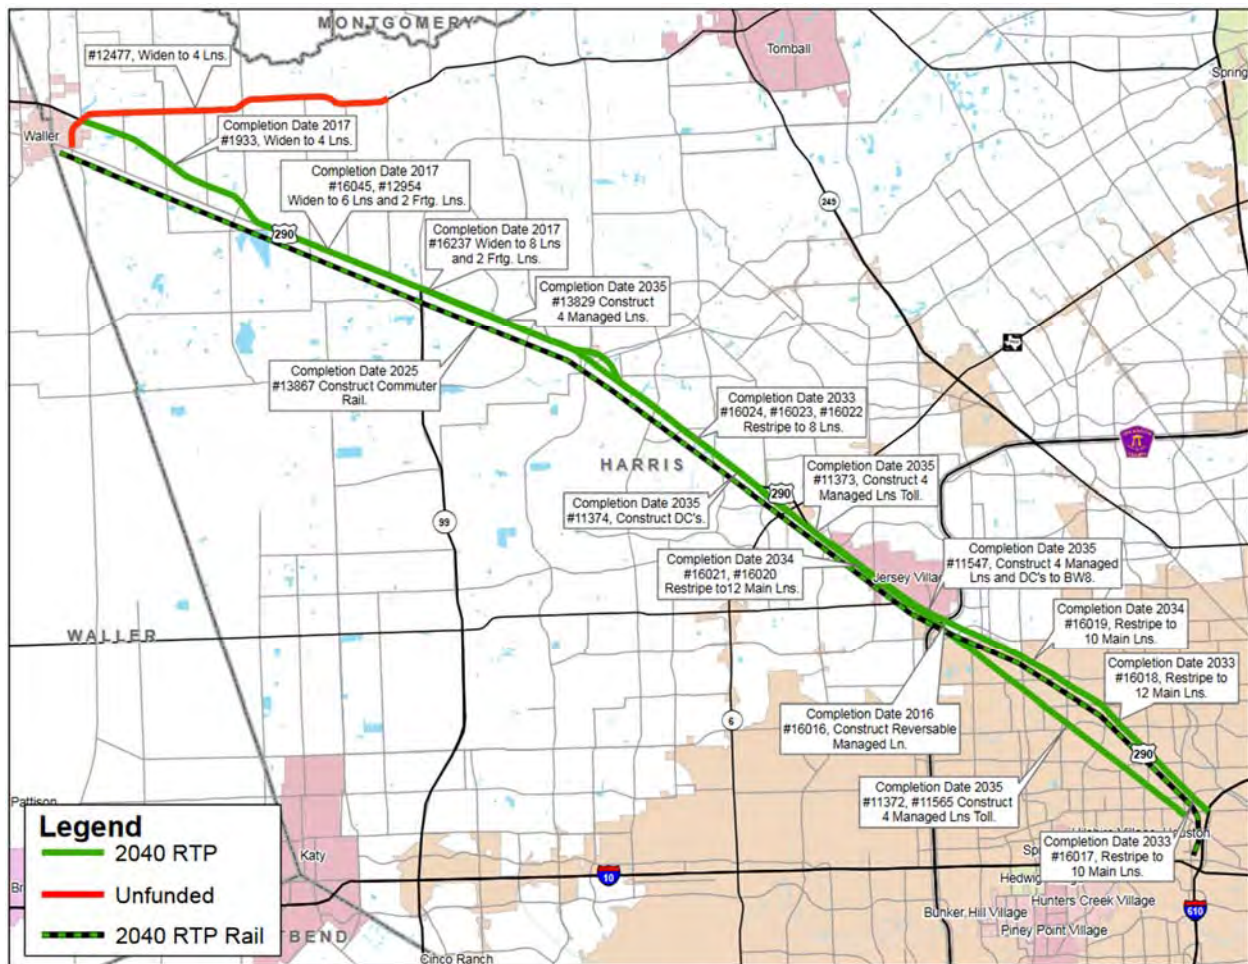 MONTGOMERY
Tomball
Spring
#12477, Widen to 4 Lns.
Waller
Completion Date 2017
#1933, Widen to 4 Lns.
Completion Date 2017
#16045, #12954
Widen to 6 Lns and 2 Frtg. Lns.
249
290
Completion Date 2017
#16237 Widen to 8 Lns
and 2 Frtg. Lns.
Completion Date 2035
#13829 Construct
4 Managed Lns.
Completion Date 2025
#13867 Construct Commuter
Rail.
Completion Date 2033
#16024, #16023, #16022
Restripe to 8 Lns.
HARRIS
Completion Date 2035
#11373, Construct 4
Managed Lns Toll.
290
Completion Date 2035
#11374, Construct DC's.
99
Completion Date 2034
#16021, #16020
Restripe to12 Main Lns.
Completion Date 2035
#11547, Construct 4 Managed
Lns and DC's to BW8.
Jersey Villag
Completion Date 2034
#16019, Restripe to
10 Main Lns.
WALLER
Completion Date 2033
#16018, Restripe to
12 Main Lns.
Completion Date 2016
#16016, Construct Reversable
Managed Ln.
6
290
Completion Date 2035
#11372, #11565 Construct
4 Managed Lns Toll.
Pattison
Legend
2040 RTP
Unfunded
2040 RTP Rail
Katy
Completion Date 2033
#16017, Restripe to
10 Main Lns.
10
Hedwig
Hunters Creek Village
Bunker Hill Village
610
Piney Point Village
TBEND
Cinco Ranch